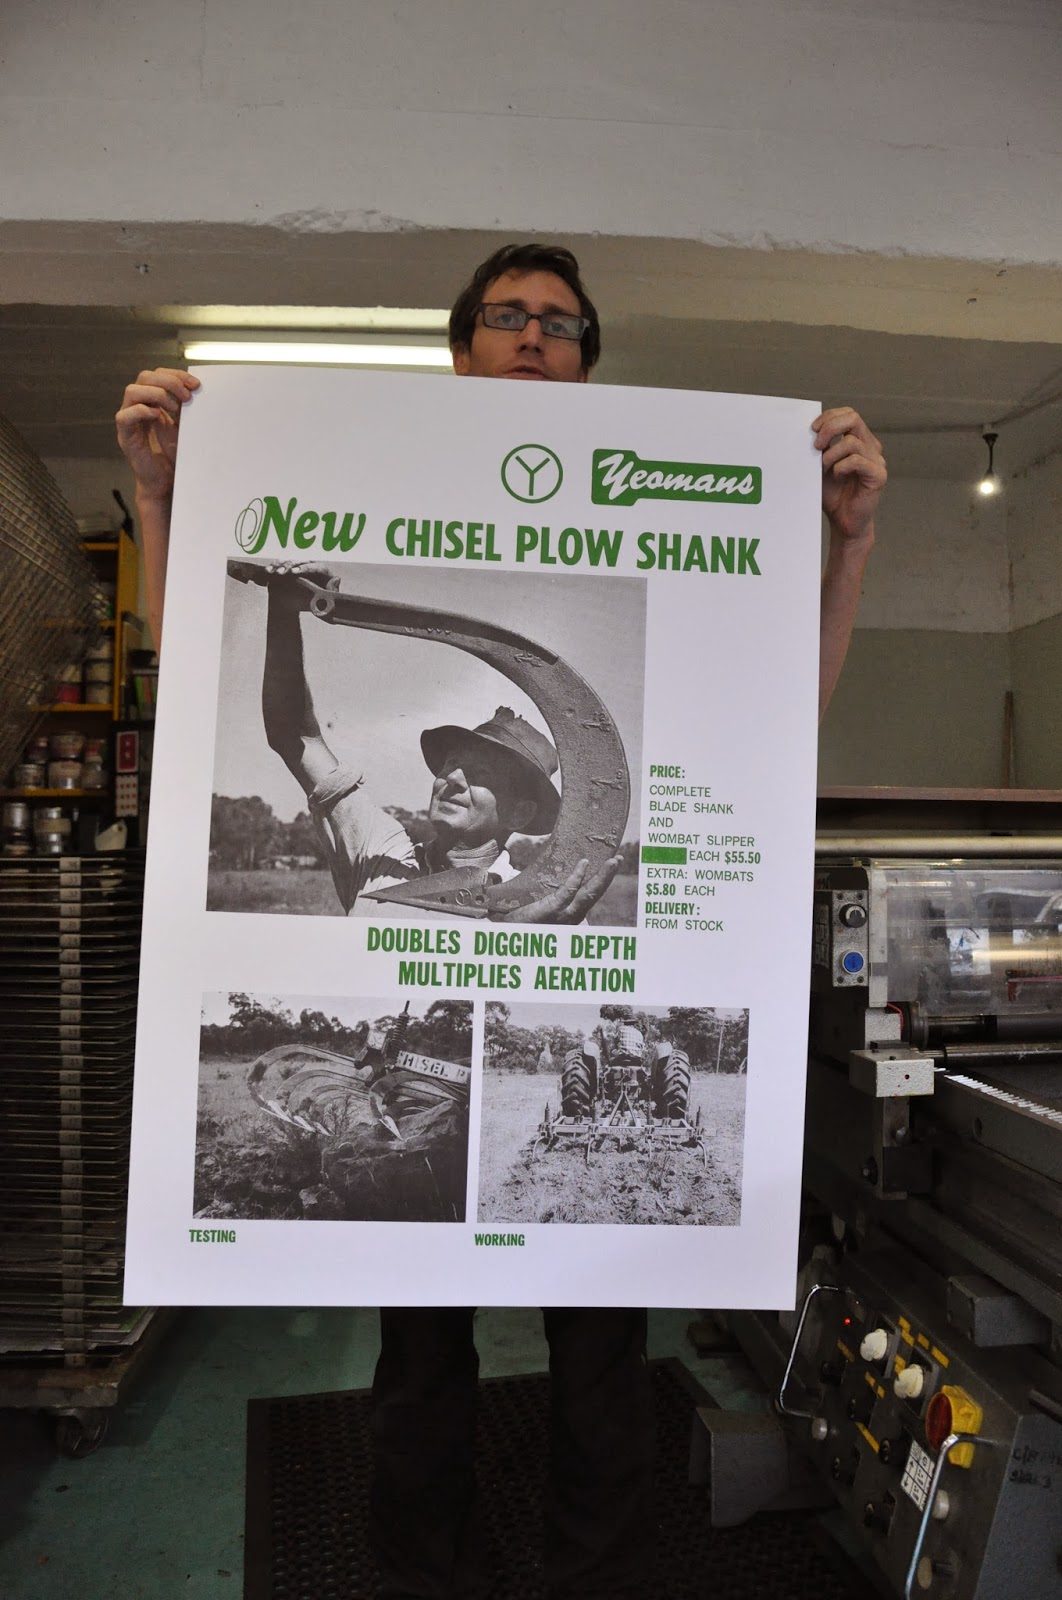 Y
Yeomans
New CHISEL PLOW SHANK
PRICE:
COMPLETE
BLADE SHANK
AND
WOMBAT SLIPPER
EACH $55.50
EXTRA: WOMBATS
$5.80 EACH
DELIVERY:
FROM STOCK
DOUBLES DIGGING DEPTH
MULTIPLIES AERATION
CHISEL P
TESTING
WORKING